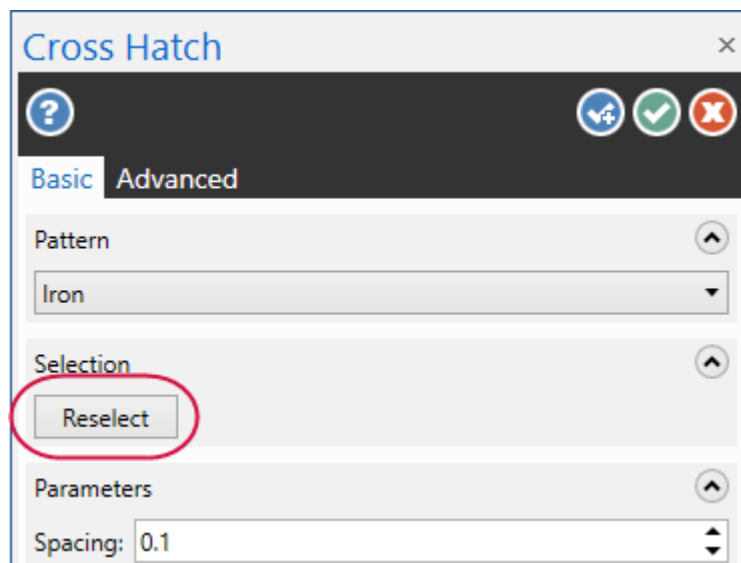 Cross Hatch
Basic Advanced
Pattern
Iron
Selection
Reselect
Parameters
Spacing: 0.1